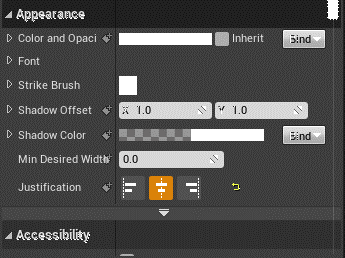 Appearance
Color and Opaci Inherit Bind
Font
Strike Brush
Shadow Offset X 1.0 Y 1.0
Shadow Color Bind
Min Desired Width 0.0
Justification
Accessibility